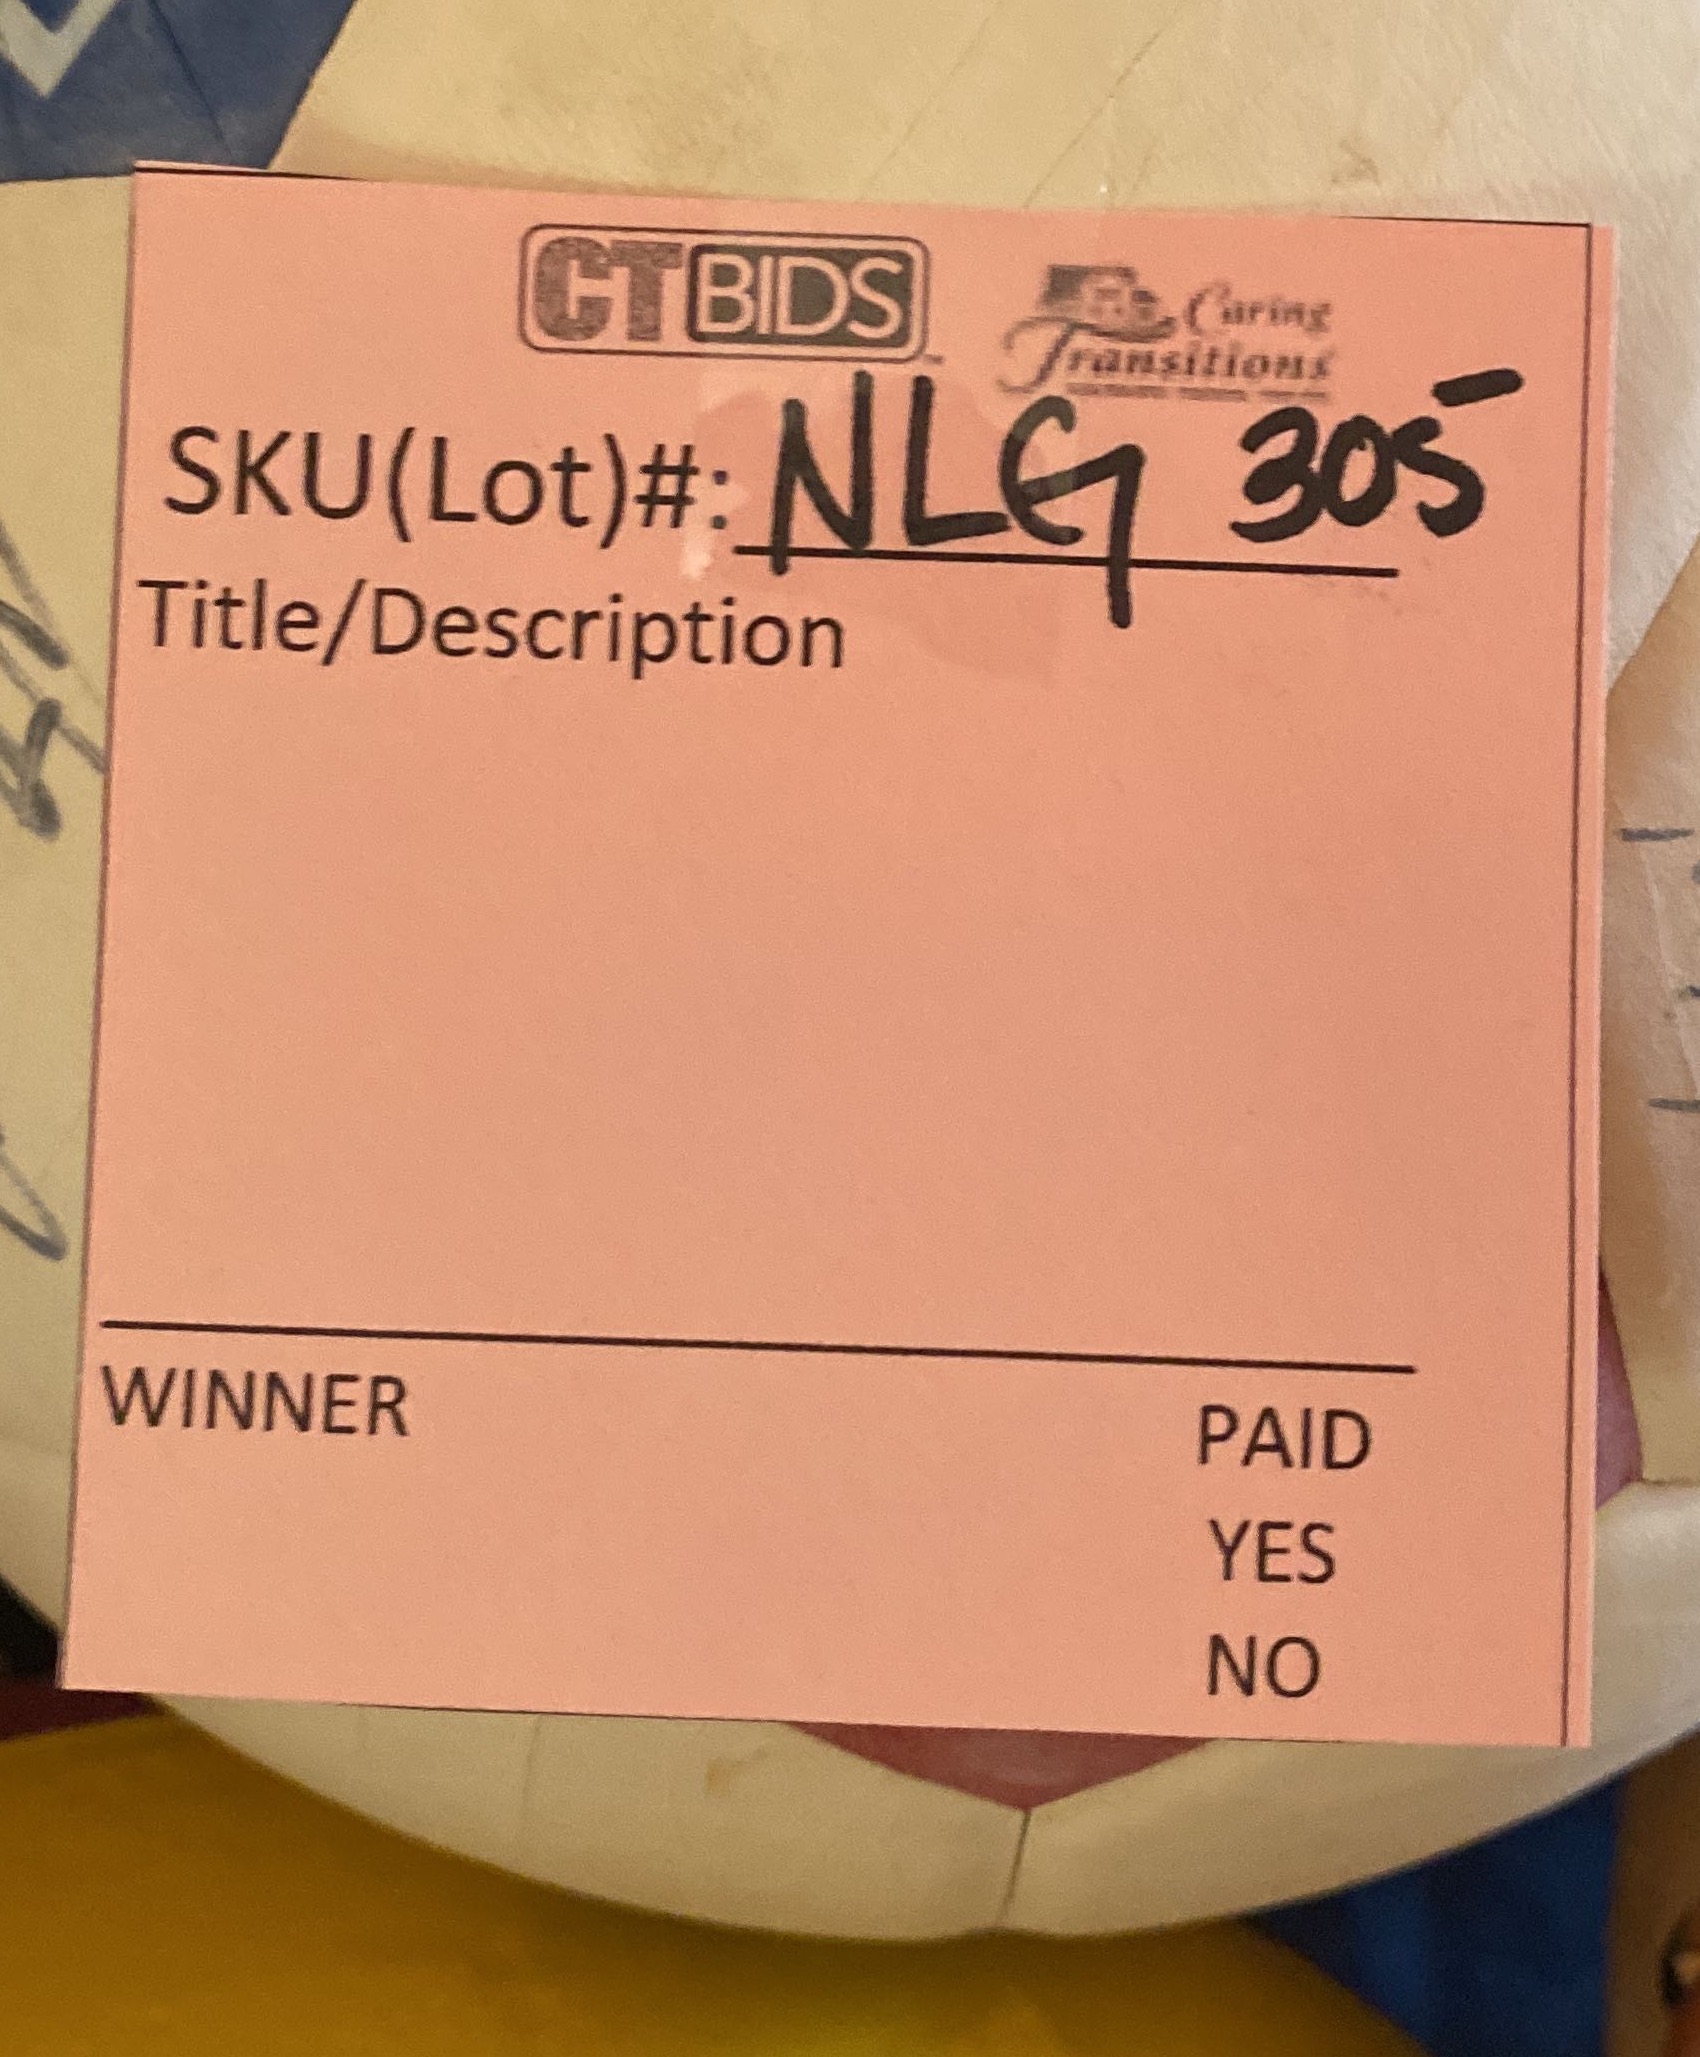 CTBIDS
Caring
Transitions
SKU(Lot)#: NLG 305
Title/Description
WINNER
PAID
YES
NO